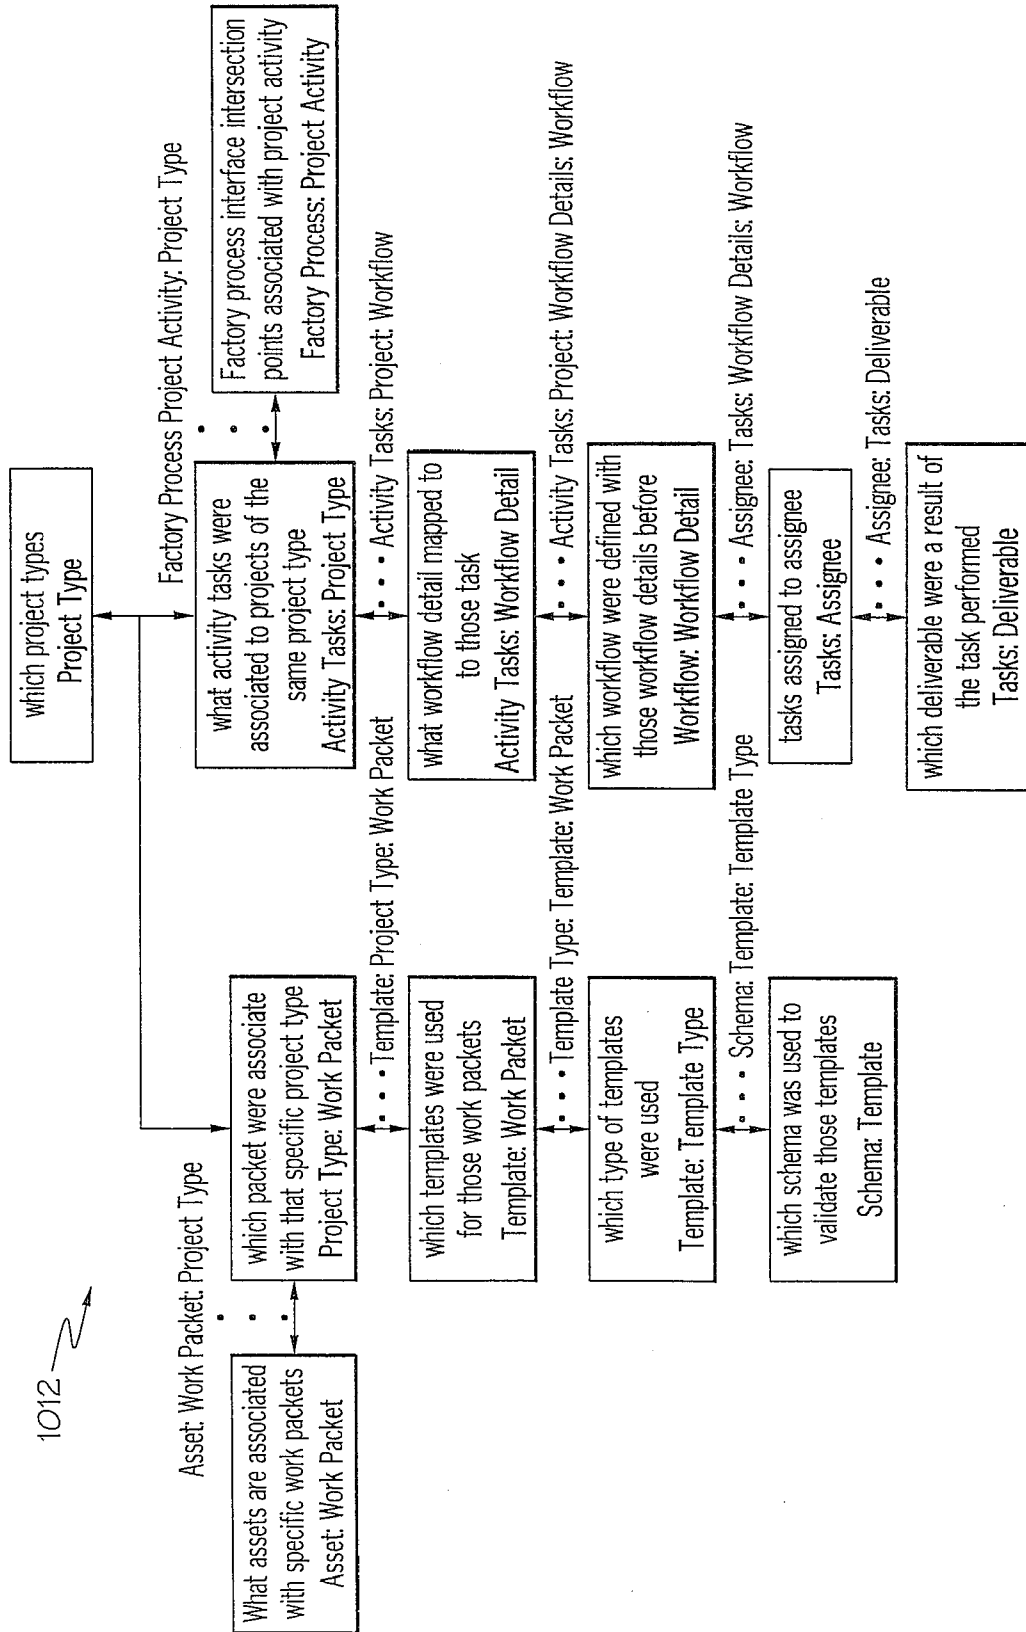 1012
which project types
Project Type
Asset: Work Packet: Project Type
Factory Process Project Activity: Project Type
What assets are associated
with specific work packets
Asset: Work Packet
which packet were associate
with that specific project type
Project Type: Work Packet
what activity tasks were
associated to projects of the
same project type
Activity Tasks: Project Type
Factory process interface intersection
points associated with project activity
Factory Process: Project Activity
Template: Project Type: Work Packet
Activity Tasks: Project: Workflow
which templates were used
for those work packets
Template: Work Packet
what workflow detail mapped
to those task
Activity Tasks: Workflow Detail
Template Type: Template: Work Packet
Activity Tasks: Project: Workflow Details: Workflow
which type of templates
were used
Template: Template Type
which workflow were defined with
those workflow details before
Workflow: Workflow Detail
Schema: Template: Template Type
Assignee: Tasks: Workflow Details: Workflow
which schema was used to
validate those templates
Schema: Template
tasks assigned to assignee
Tasks: Assignee
Assignee: Tasks: Deliverable
which deliverable were a result of
the task performed
Tasks: Deliverable